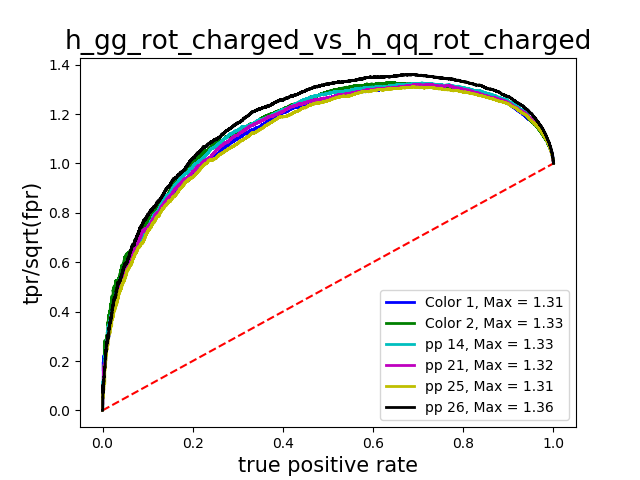 h_gg_rot_charged_vs_h_qq_rot_charged
tpr/sqrt(fpr)
1.4
1.2
1.0
0.8
0.6
0.4
0.2
0.0
Color 1, Max = 1.31
Color 2, Max = 1.33
pp 14, Max = 1.33
pp 21, Max = 1.32
pp 25, Max = 1.31
pp 26, Max = 1.36
0.0 0.2 0.4 0.6 0.8 1.0
true positive rate